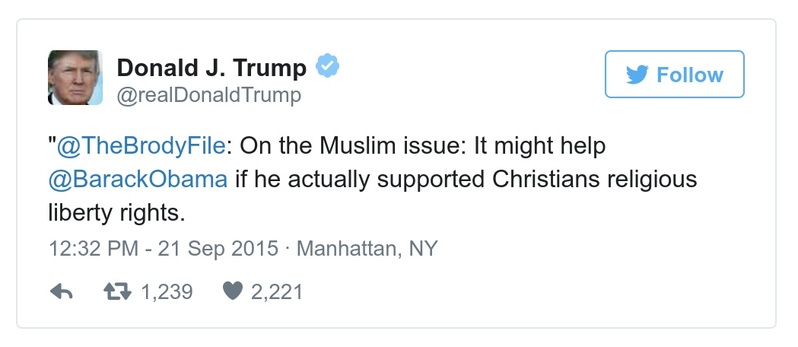 Donald J. Trump
@realDonaldTrump
Follow
"@TheBrodyFile: On the Muslim issue: It might help
@BarackObama if he actually supported Christians religious
liberty rights.
12:32 PM - 21 Sep 2015 · Manhattan, NY
1,239 2,221